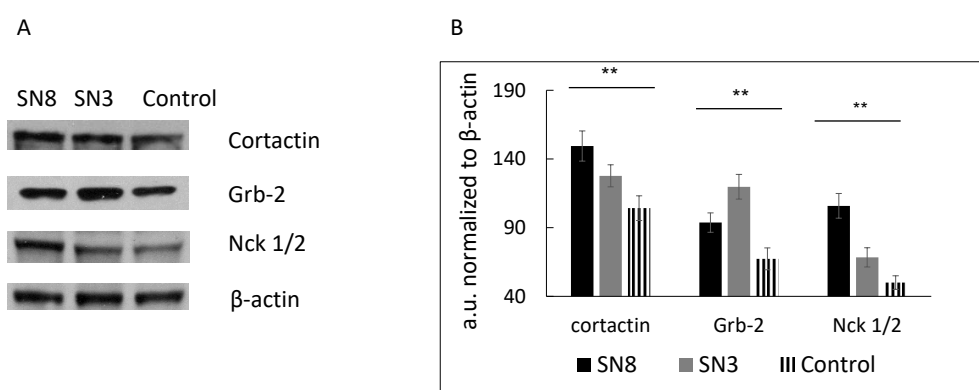 A
SN8 SN3 Control
Cortactin
Grb-2
Nck 1/2
β-actin
B
a.u. normalized to β-actin
190
140
90
40
**
**
**
cortactin Grb-2 Nck 1/2
SN8 SN3 Control